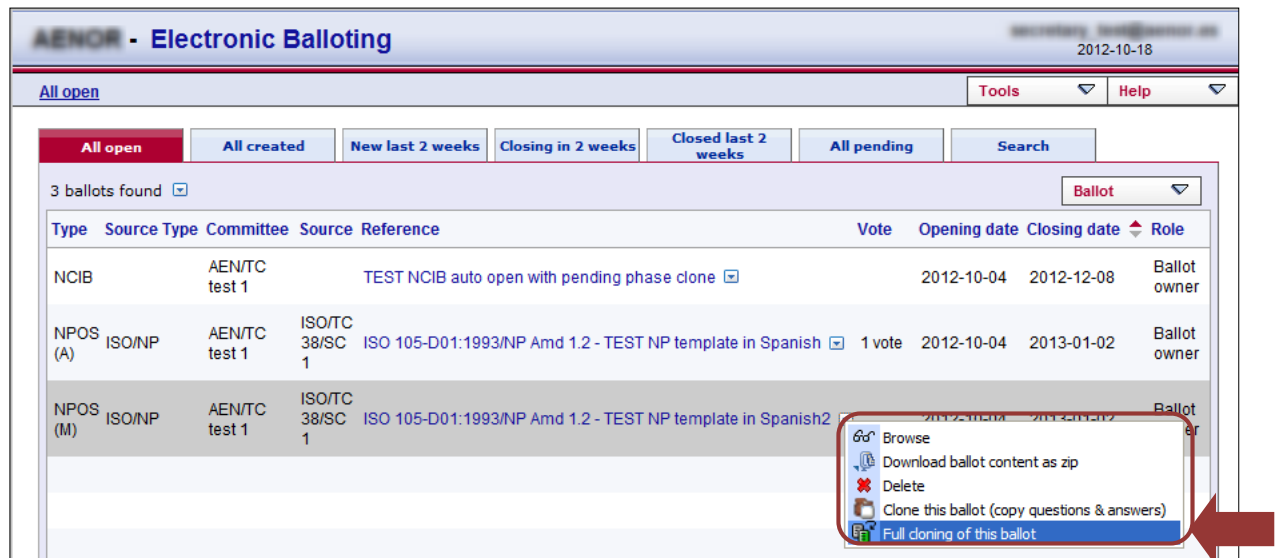 - Electronic Balloting
2012-10-18
All open
Tools Help
All open All created New last 2 weeks Closing in 2 weeks Closed last 2 weeks All pending Search
3 ballots found Ballot
Type Source Type Committee Source Reference Vote Opening date Closing date Role
NCIB AEN/TC test 1 TEST NCIB auto open with pending phase clone 2012-10-04 2012-12-08 Ballot owner
NPOS (A) ISO/NP AEN/TC test 1 ISO/TC 38/SC 1 ISO 105-D01:1993/NP Amd 1.2 - TEST NP template in Spanish 1 vote 2012-10-04 2013-01-02 Ballot owner
NPOS (M) ISO/NP AEN/TC test 1 ISO/TC 38/SC 1 ISO 105-D01:1993/NP Amd 1.2 - TEST NP template in Spanish2 2012-10-04 2013-01-02 Ballot
Browse
Download ballot content as zip
Delete
Clone this ballot (copy questions & answers)
Full cloning of this ballot